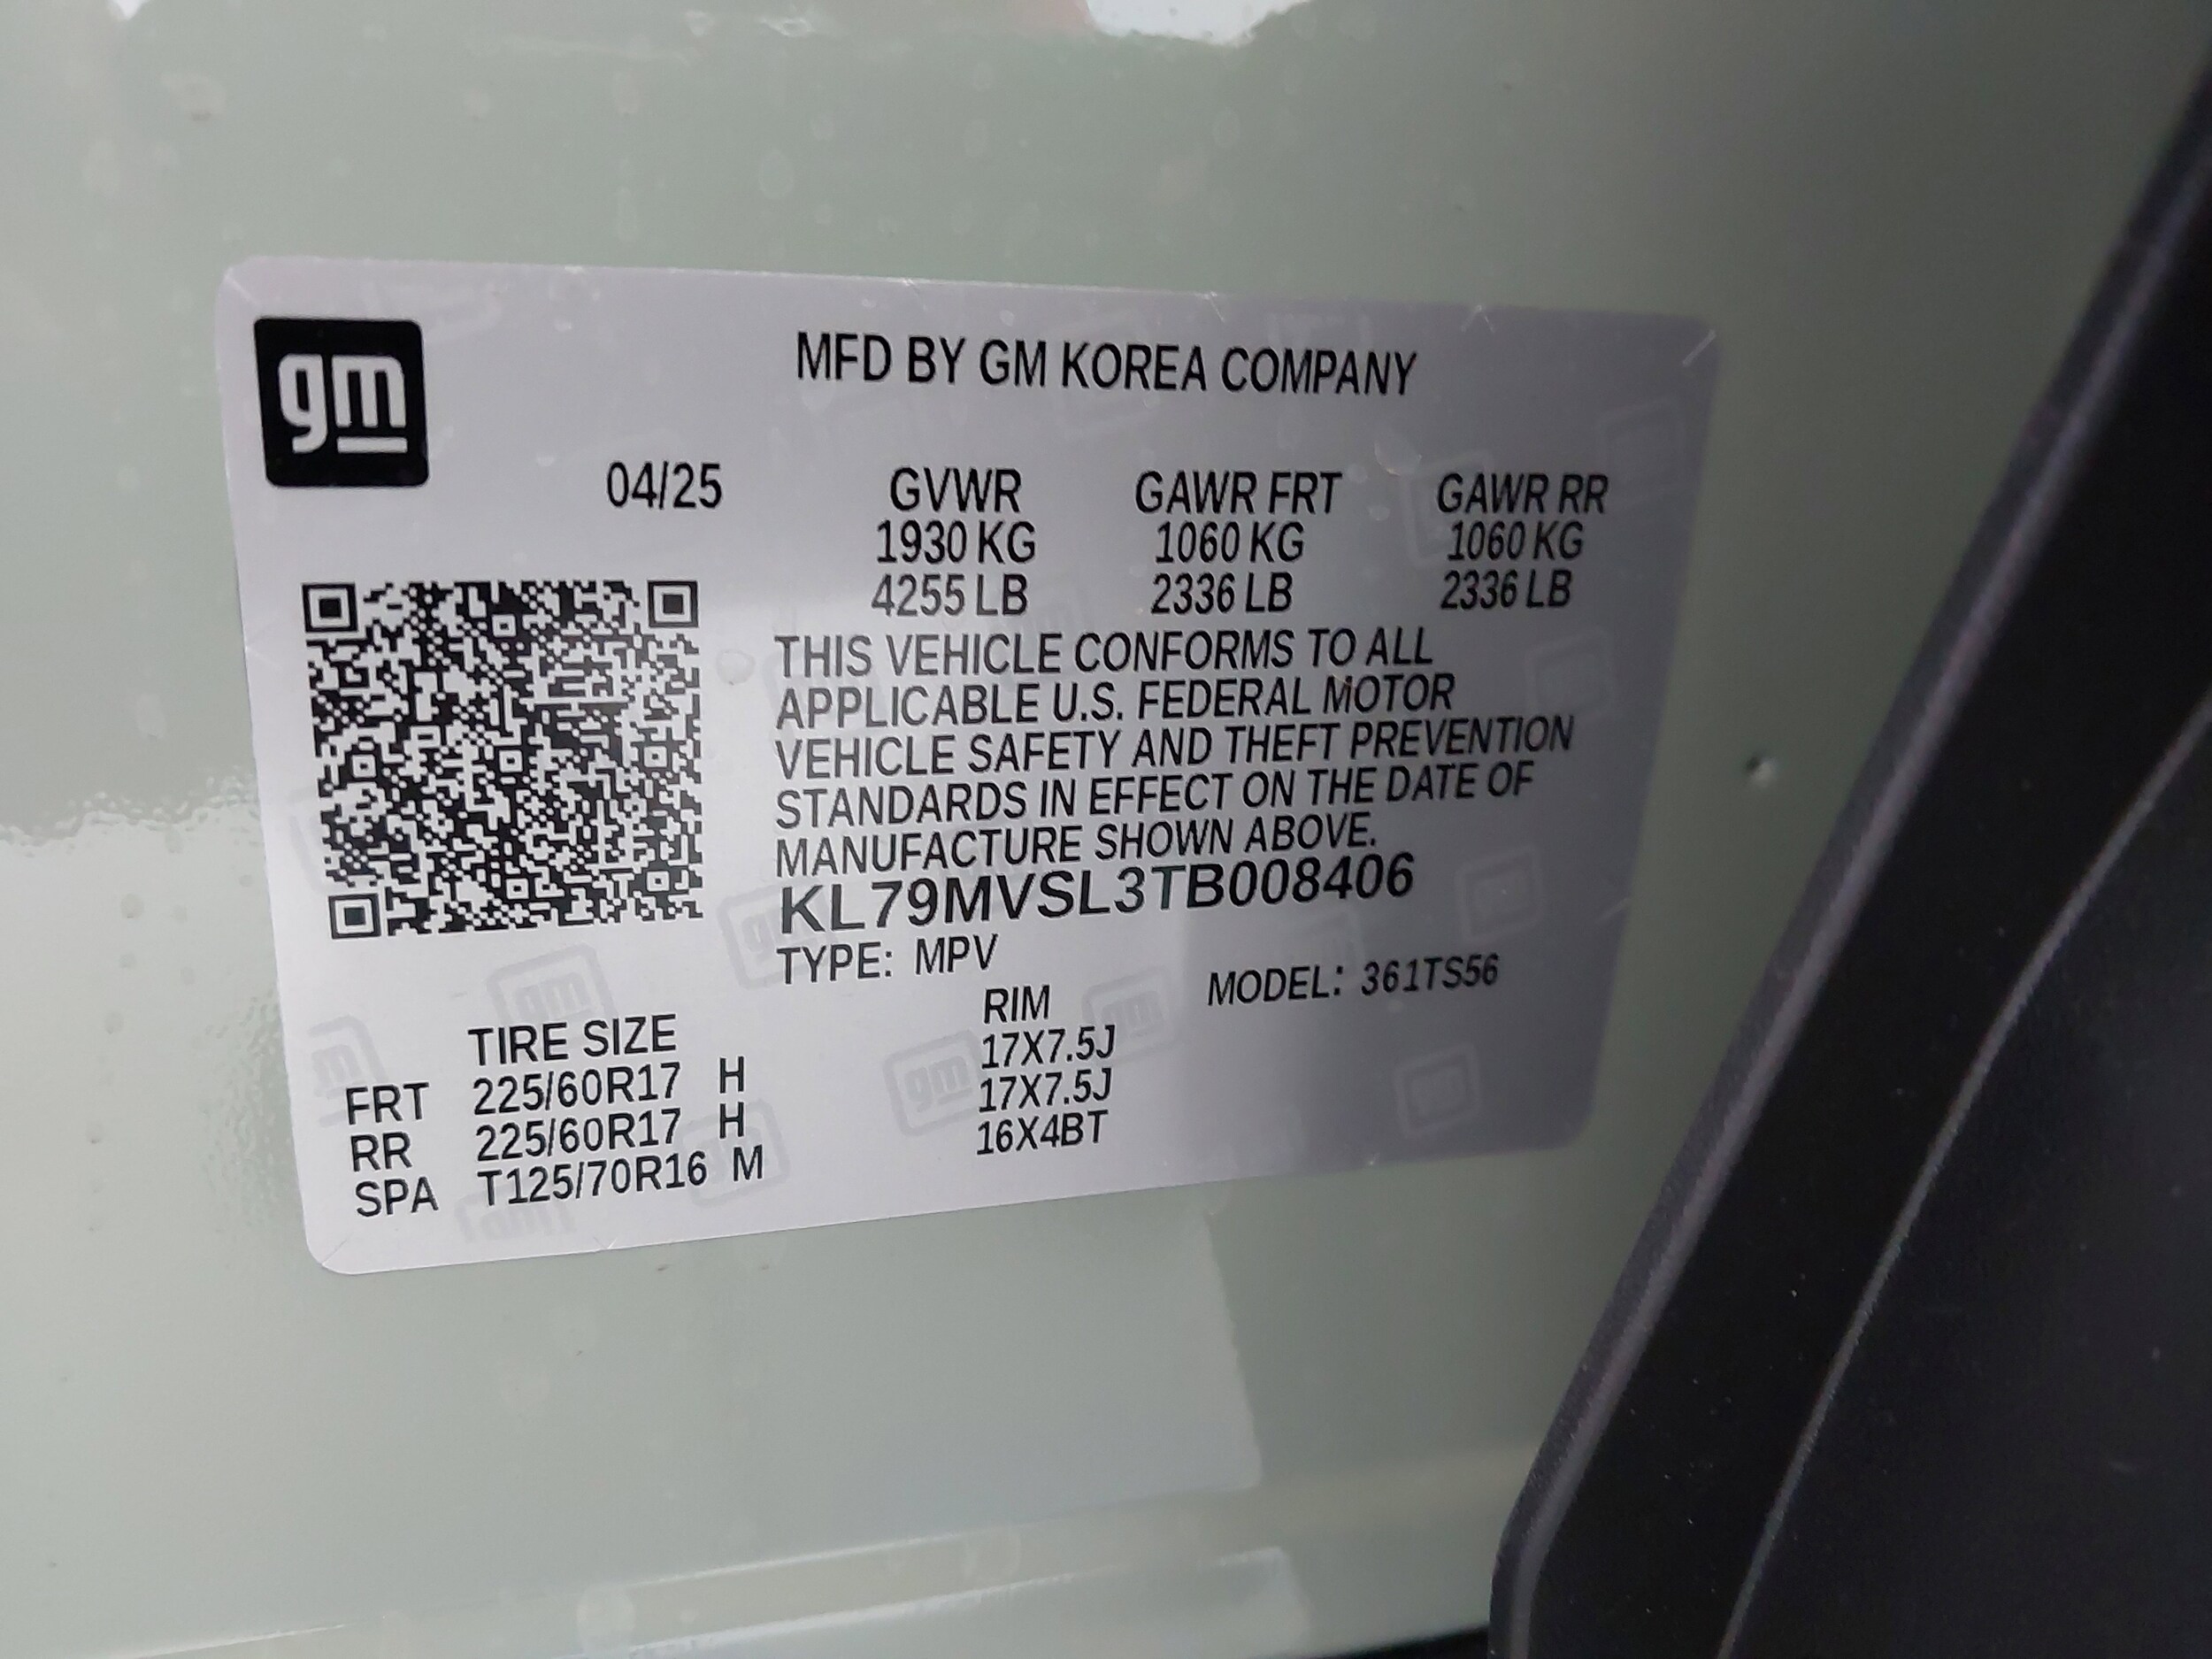 gm
MFD BY GM KOREA COMPANY
04/25 GVWR GAWR FRT GAWR RR
1930 KG 1060 KG 1060 KG
4255 LB 2336 LB 2336 LB
THIS VEHICLE CONFORMS TO ALL
APPLICABLE U.S. FEDERAL MOTOR
VEHICLE SAFETY AND THEFT PREVENTION
STANDARDS IN EFFECT ON THE DATE OF
MANUFACTURE SHOWN ABOVE.
KL79MVSL3TB008406
TYPE: MPV MODEL: 361TS56
TIRE SIZE RIM
FRT 225/60R17 H 17X7.5J
RR 225/60R17 H 17X7.5J
SPA T125/70R16 M 16X4BT